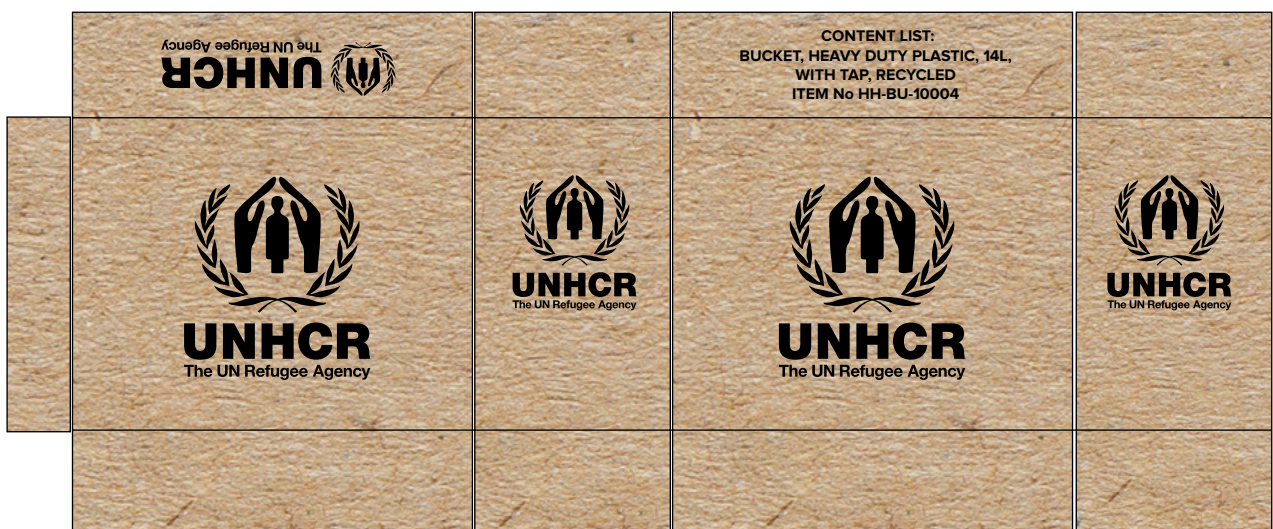 UNHCR
The UN Refugee Agency
CONTENT LIST:
BUCKET, HEAVY DUTY PLASTIC, 14L,
WITH TAP, RECYCLED
ITEM No HH-BU-10004
UNHCR
The UN Refugee Agency
UNHCR
The UN Refugee Agency
UNHCR
The UN Refugee Agency
UNHCR
The UN Refugee Agency